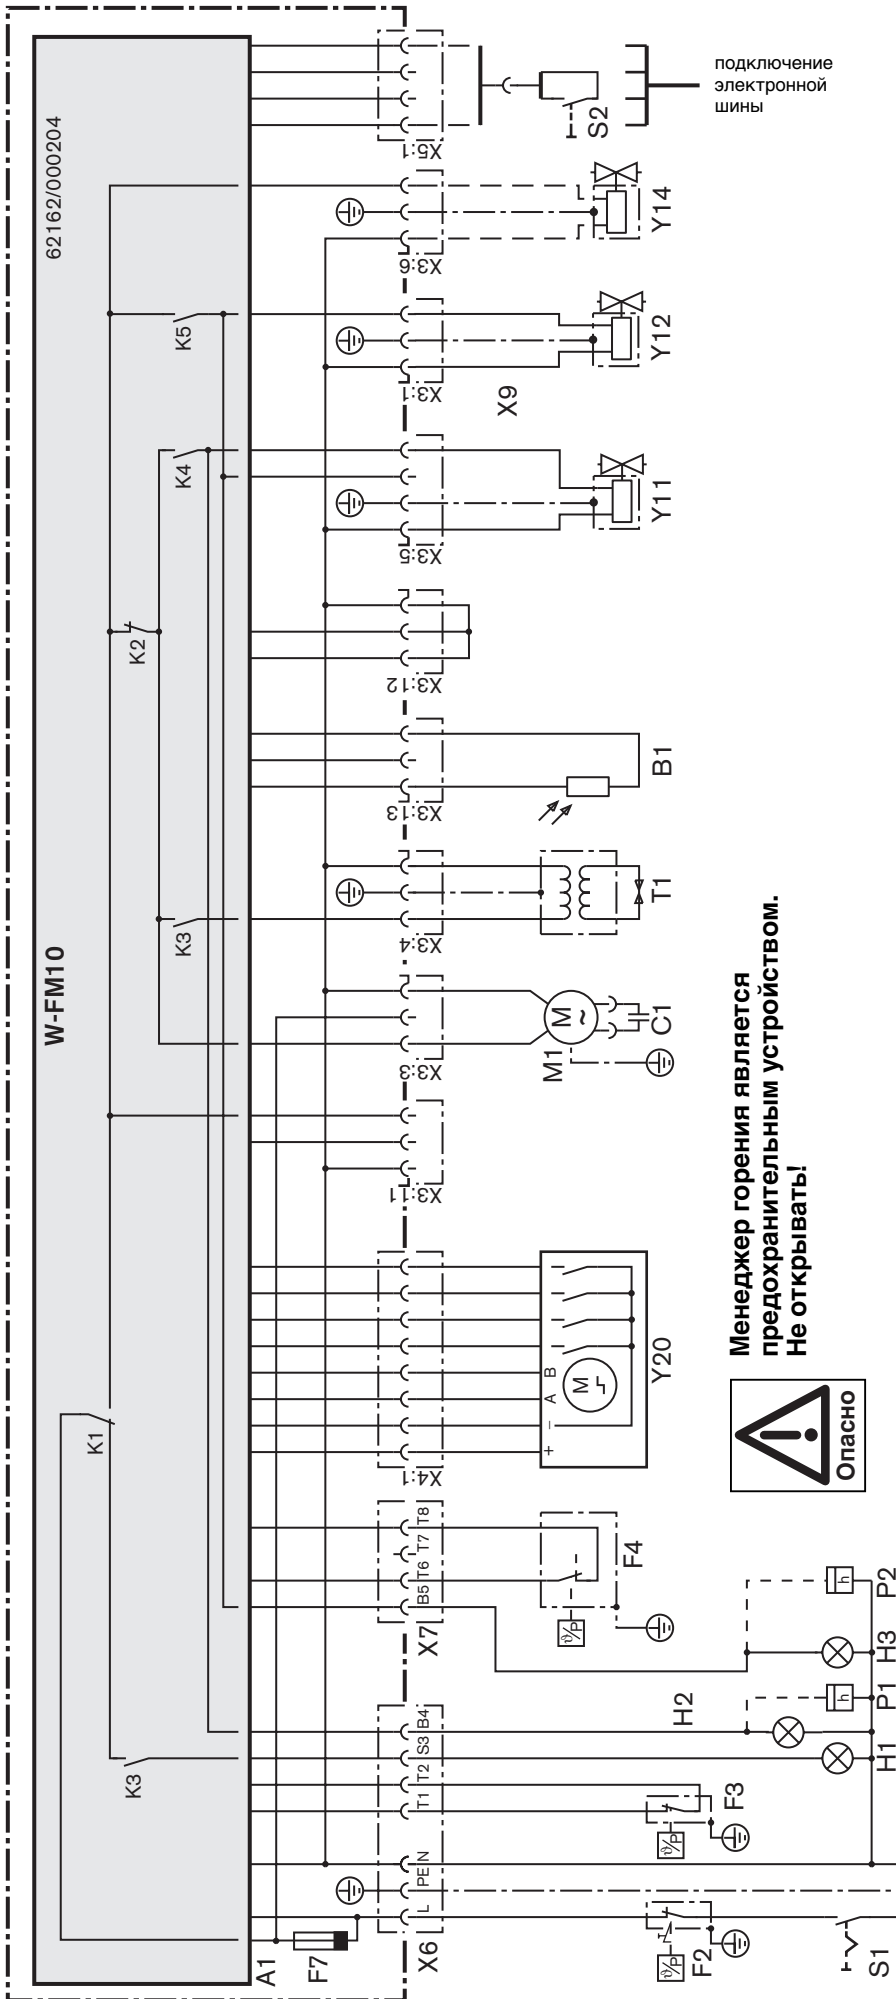 W-FM10
62162/000204
K1
K3
K2
K3
K4
K5
A1
F7
X6
L
PE
N
T1
T2
S3
B4
X7
B5
T6
T7
T8
X4:1
X3:11
X3:3
X3:4
X3:13
X3:12
X3:5
X3:1
X3:6
X5:1
X9
+
–
A
B
M
Y20
M
~
M1
C1
T1
B1
Y11
Y12
Y14
S2
подключение
электронной
шины
ϑ/P
F4
ϑ/P
F3
ϑ/P
F2
S1
H1
H2
H3
h
P1
h
P2
Опасно
Менеджер горения является
предохранительным устройством.
Не открывать!